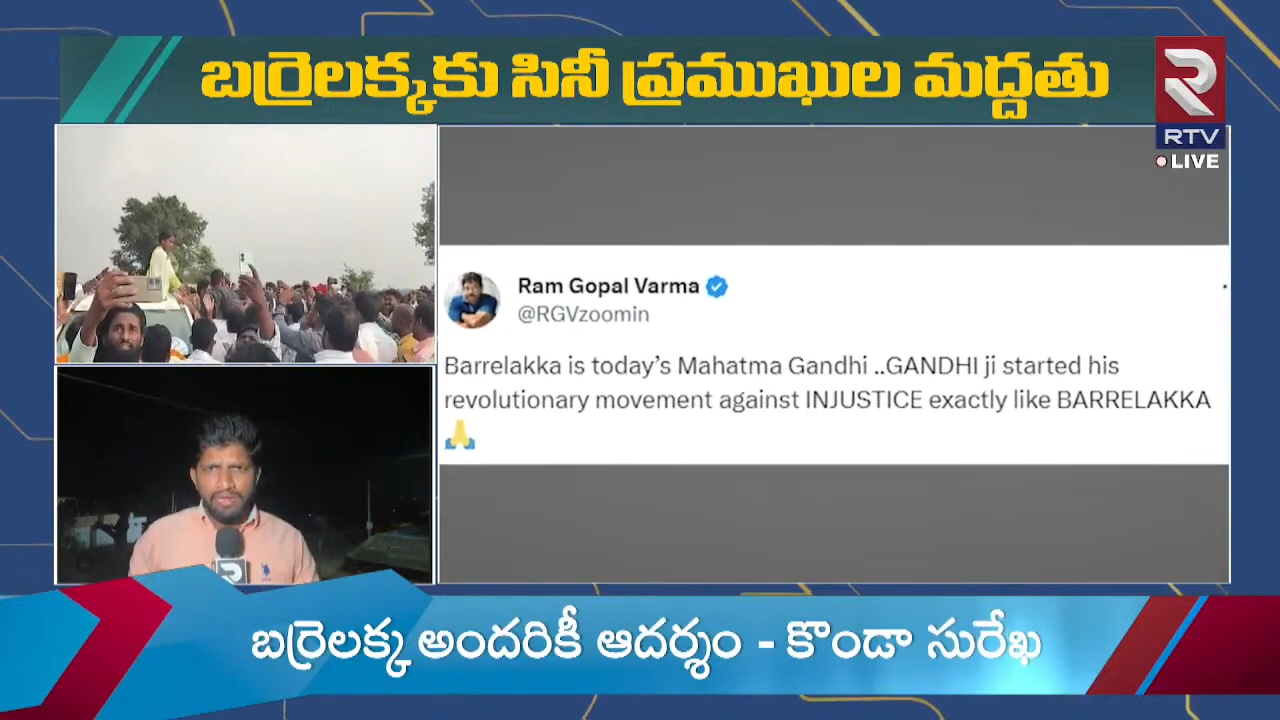 బర్రెలక్కకు సినీ ప్రముఖుల మద్దతు
R
RTV
LIVE
Ram Gopal Varma
@RGVzoomin
Barrelakka is today's Mahatma Gandhi ..GANDHI ji started his
revolutionary movement against INJUSTICE exactly like BARRELAKKA
🙏
R
బర్రెలక్క అందరికీ ఆదర్శం - కొండా సురేఖ